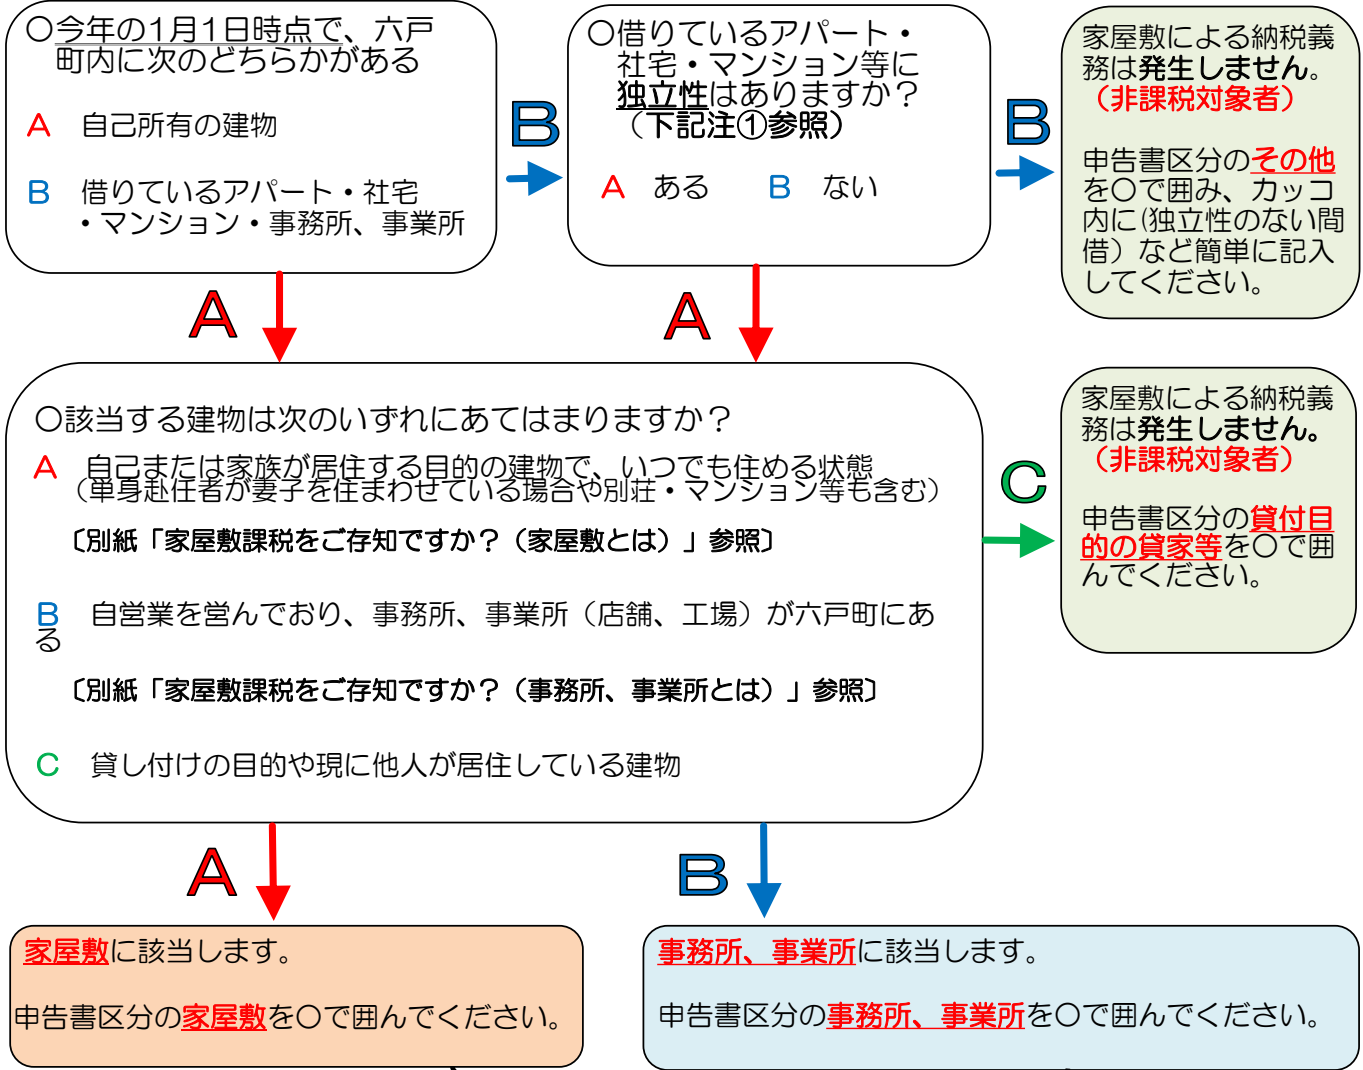 〇今年の1月1日時点で、六戸
町内に次のどちらかがある
A 自己所有の建物
B 借りているアパート・社宅
・マンション・事務所、事業所
B
〇借りているアパート・
社宅・マンション等に
独立性はありますか？
（下記注①参照）
A ある B ない
B
家屋敷による納税義
務は発生しません。
（非課税対象者）
申告書区分のその他
を〇で囲み、カッコ
内に(独立性のない間
借）など簡単に記入
してください。
A
A
〇該当する建物は次のいずれにあてはまりますか？
A 自己または家族が居住する目的の建物で、いつでも住める状態
（単身赴任者が妻子を住まわせている場合や別荘・マンション等も含む）
〔別紙「家屋敷課税をご存知ですか？（家屋敷とは）」参照〕
B 自営業を営んでおり、事務所、事業所（店舗、工場）が六戸町にあ
る
〔別紙「家屋敷課税をご存知ですか？（事務所、事業所とは）」参照〕
C 貸し付けの目的や現に他人が居住している建物
C
家屋敷による納税義
務は発生しません。
（非課税対象者）
申告書区分の貸付目
的の貸家等を〇で囲
んでください。
A
B
家屋敷に該当します。
申告書区分の家屋敷を〇で囲んでください。
事務所、事業所に該当します。
申告書区分の事務所、事業所を〇で囲んでください。